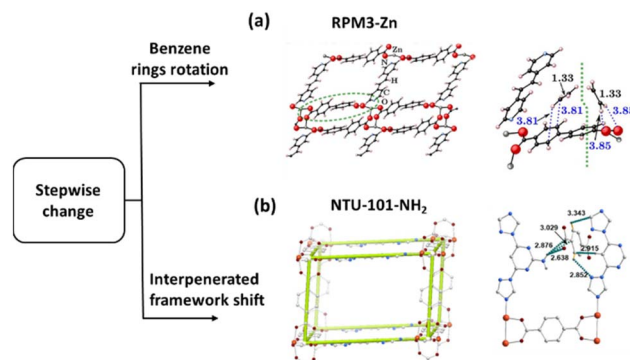 (a)
RPM3-Zn
Benzene
rings rotation
Zn
N
H
C
O
1.33
1.33
3.81
3.81
3.85
Stepwise
change
(b)
NTU-101-NH₂
Interpenerated
framework shift
3.343
3.029
2.876
2.915
2.638
2.852